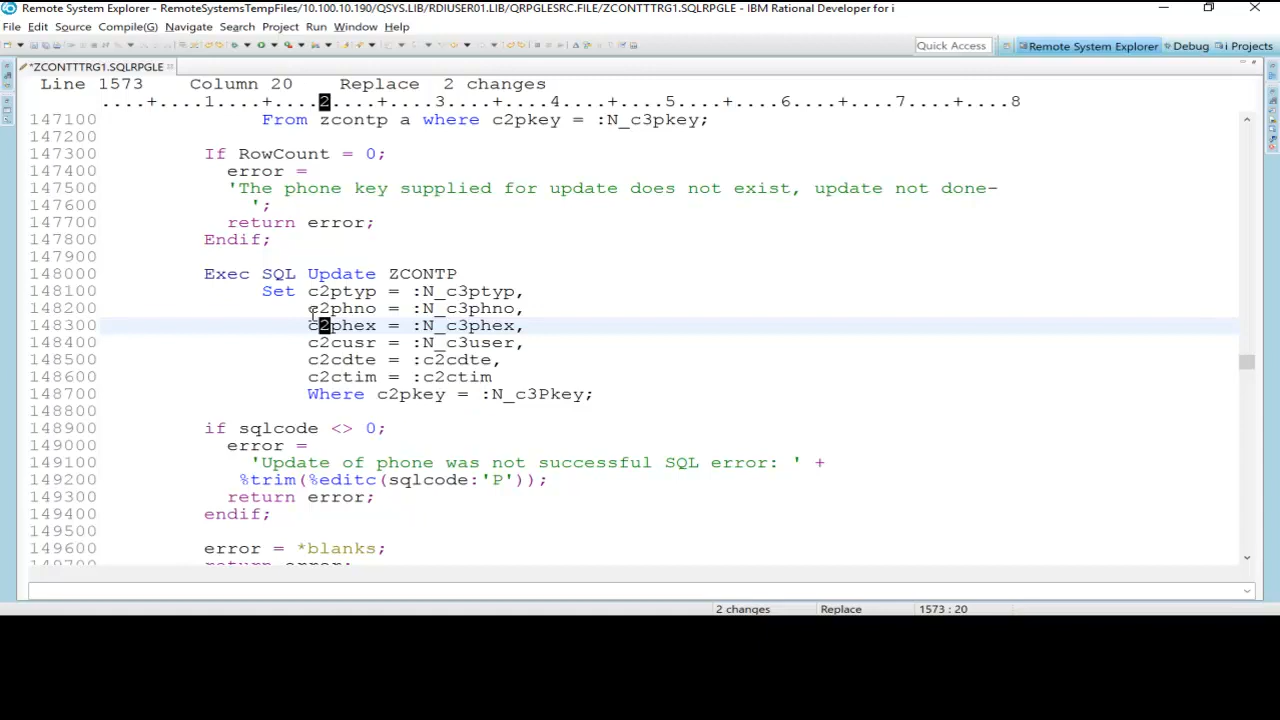 Remote System Explorer - RemoteSystemsTempFiles/10.100.10.190/QSYS.LIB/RDIUSER01.LIB/QRPGLESRC.FILE/ZCONTTTRG1.SQLRPGLE - IBM Rational Developer for i
File Edit Source Compile(G) Navigate Search Project Run Window Help
Quick Access Remote System Explorer Debug i Projects
*ZCONTTTRG1.SQLRPGLE
Line 1573 Column 20 Replace 2 changes
....+....1....+....2....+....3....+....4....+....5....+....6....+....7....+....8
147100 From zcontp a where c2pkey = :N_c3pkey;
147200
147300 If RowCount = 0;
147400 error =
147500 'The phone key supplied for update does not exist, update not done-
147600 ';
147700 return error;
147800 Endif;
147900
148000 Exec SQL Update ZCONTP
148100 Set c2ptyp = :N_c3ptyp,
148200 c2phno = :N_c3phno,
148300 c2phex = :N_c3phex,
148400 c2cusr = :N_c3user,
148500 c2cdte = :c2cdte,
148600 c2ctim = :c2ctim
148700 Where c2pkey = :N_c3Pkey;
148800
148900 if sqlcode <> 0;
149000 error =
149100 'Update of phone was not successful SQL error: ' +
149200 %trim(%editc(sqlcode:'P'));
149300 return error;
149400 endif;
149500
149600 error = *blanks;
149700 return error;
2 changes Replace 1573 : 20